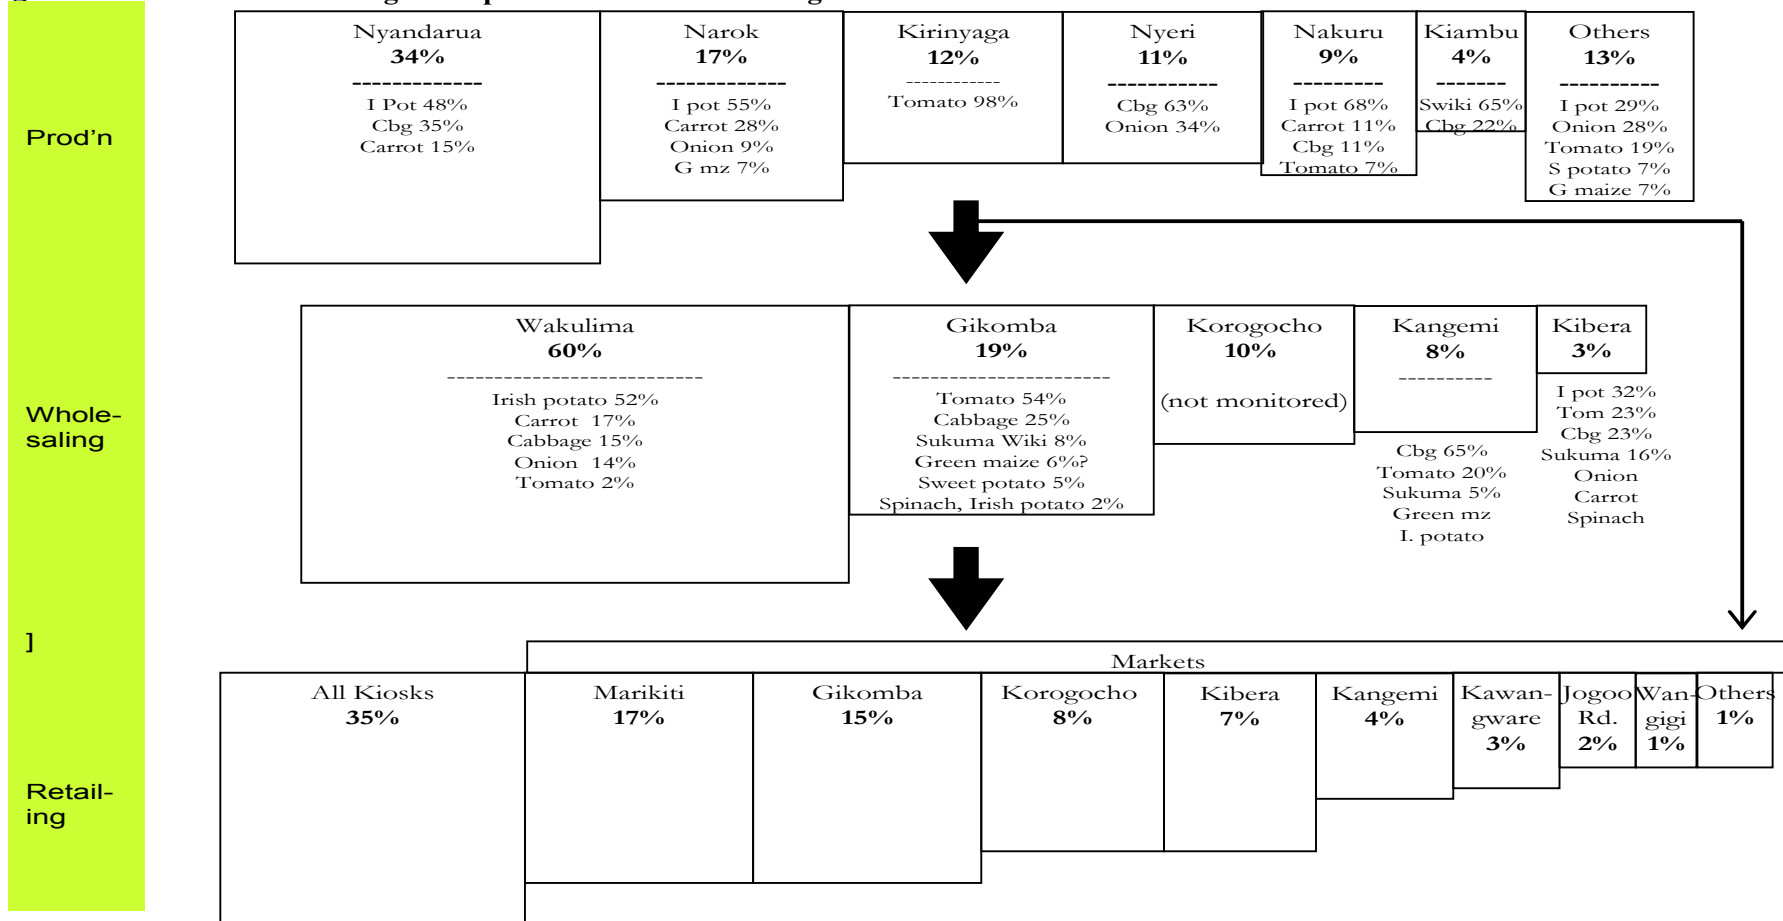 Prod'n
Nyandarua
34%
-------------
I Pot 48%
Cbg 35%
Carrot 15%
Narok
17%
-------------
I pot 55%
Carrot 28%
Onion 9%
G mz 7%
Kirinyaga
12%
------------
Tomato 98%
Nyeri
11%
-----------
Cbg 63%
Onion 34%
Nakuru
9%
---------
I pot 68%
Carrot 11%
Cbg 11%
Tomato 7%
Kiambu
4%
-------
Swiki 65%
Cbg 22%
Others
13%
----------
I pot 29%
Onion 28%
Tomato 19%
S potato 7%
G maize 7%
Whole-
saling
Wakulima
60%
--------------------------
Irish potato 52%
Carrot 17%
Cabbage 15%
Onion 14%
Tomato 2%
Gikomba
19%
----------------------
Tomato 54%
Cabbage 25%
Sukuma Wiki 8%
Green maize 6%?
Sweet potato 5%
Spinach, Irish potato 2%
Korogocho
10%
(not monitored)
Kangemi
8%
----------
Cbg 65%
Tomato 20%
Sukuma 5%
Green mz
I. potato
Kibera
3%
I pot 32%
Tom 23%
Cbg 23%
Sukuma 16%
Onion
Carrot
Spinach
]
Retail-
ing
Markets
All Kiosks
35%
Marikiti
17%
Gikomba
15%
Korogocho
8%
Kibera
7%
Kangemi
4%
Kawan-
gware
3%
Jogoo
Rd.
2%
Wan-
gigi
1%
Others
1%